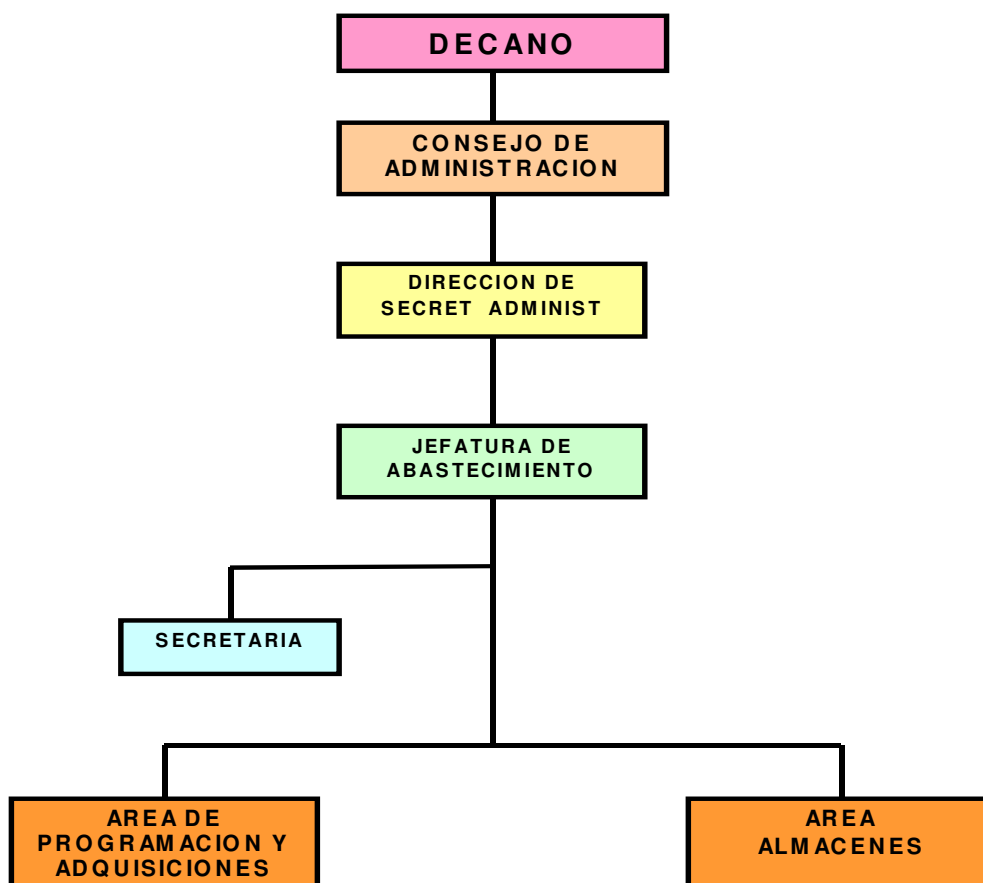 DECANO
CONSEJO DE
ADMINISTRACION
DIRECCION DE
SECRET ADMINIST
JEFATURA DE
ABASTECIMIENTO
SECRETARIA
AREA DE
PROGRAMACION Y
ADQUISICIONES
AREA
ALMACENES